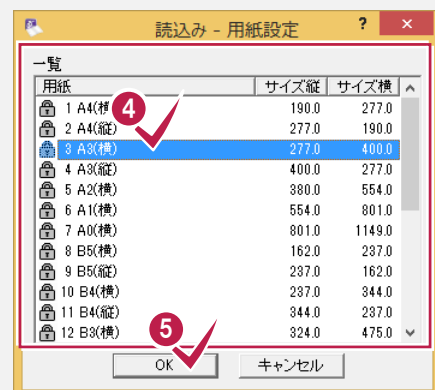 読込み - 用紙設定 ? ×
一覧
用紙 サイズ縦 サイズ横
1 A4(横) 190.0 277.0
4
2 A4(縦) 277.0 190.0
3 A3(横) 277.0 400.0
4 A3(縦) 400.0 277.0
5 A2(横) 380.0 554.0
6 A1(横) 554.0 801.0
7 A0(横) 801.0 1149.0
8 B5(横) 162.0 237.0
9 B5(縦) 237.0 162.0
10 B4(横) 237.0 344.0
11 B4(縦) 344.0 237.0
12 B3(横) 324.0 475.0
5
OK キャンセル